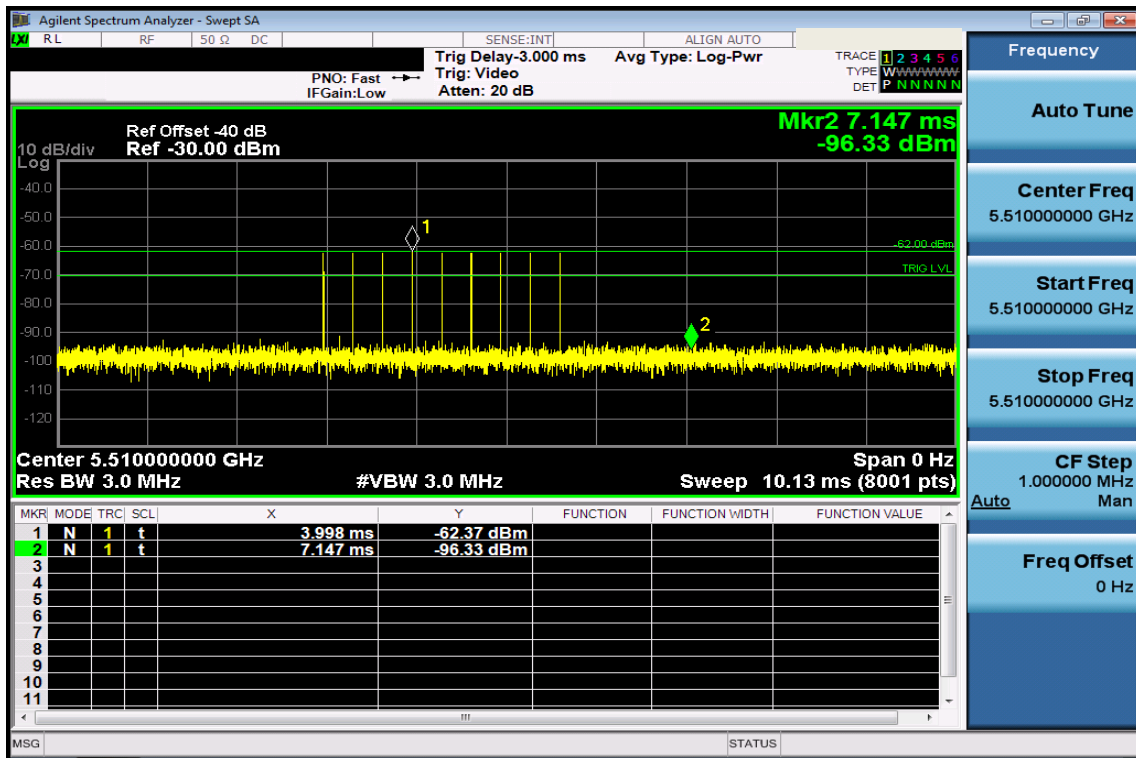 Agilent Spectrum Analyzer - Swept SA
LXI RL RF 50 Ω DC SENSE:INT ALIGN AUTO
Trig Delay-3.000 ms Avg Type: Log-Pwr TRACE 1 2 3 4 5 6
PNO: Fast Trig: Video TYPE WWWWWW
IFGain:Low Atten: 20 dB DET P N N N N N
Mkr2 7.147 ms
-96.33 dBm
Ref Offset -40 dB
10 dB/div Ref -30.00 dBm
Log
-40.0
-50.0
1
-60.0
-62.00 dBm
-70.0
TRIG LVL
-80.0
-90.0
2
-100
-110
-120
Center 5.510000000 GHz Span 0 Hz
Res BW 3.0 MHz #VBW 3.0 MHz Sweep 10.13 ms (8001 pts)
MKR MODE TRC SCL X Y FUNCTION FUNCTION WIDTH FUNCTION VALUE
1 N 1 t 3.998 ms -62.37 dBm
2 N 1 t 7.147 ms -96.33 dBm
3
4
5
6
7
8
9
10
11
MSG STATUS
Frequency
Auto Tune
Center Freq
5.510000000 GHz
Start Freq
5.510000000 GHz
Stop Freq
5.510000000 GHz
CF Step
1.000000 MHz
Auto Man
Freq Offset
0 Hz